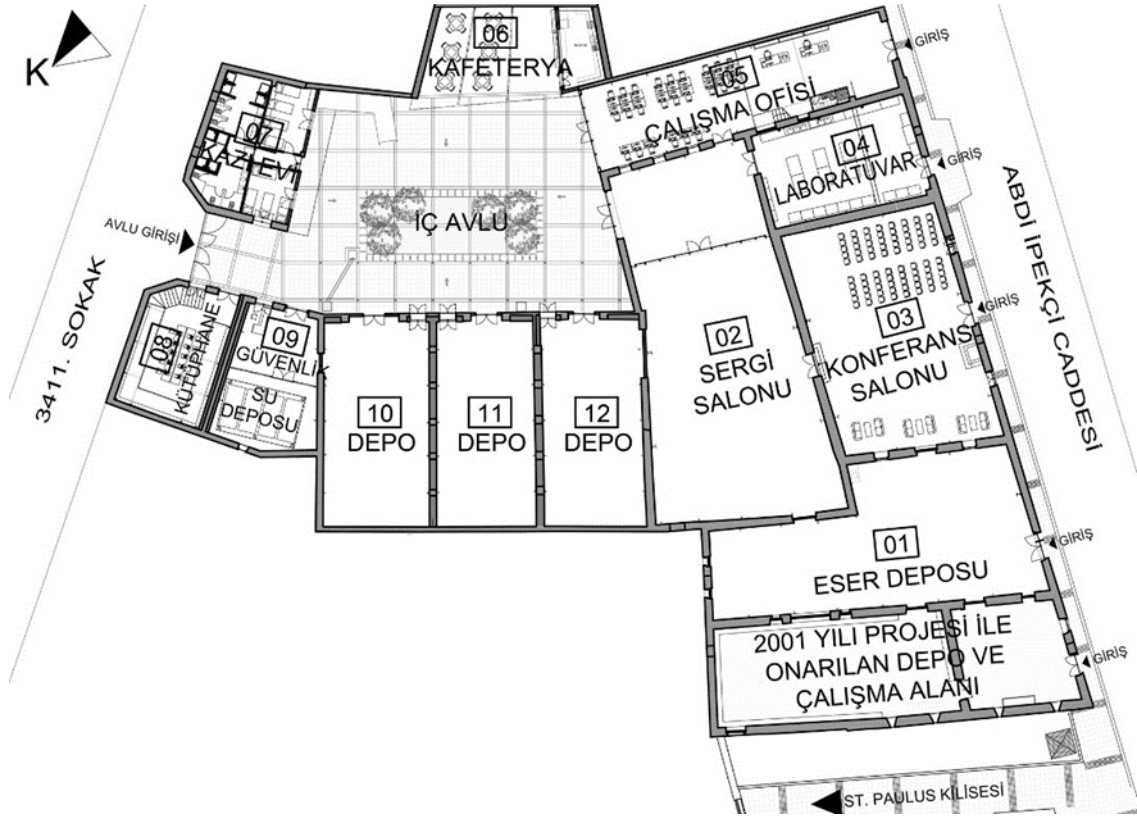 K
06
KAFETERYA
GİRİŞ
05
ÇALIŞMA OFİSİ
07
KAZI EVİ
04
LABORATUVAR
GİRİŞ
AVLU GİRİŞİ
İÇ AVLU
ABDİ İPEKÇİ CADDESİ
3411. SOKAK
08
KÜTÜPHANE
09
GÜVENLİK
SU
DEPOSU
02
SERGİ
SALONU
03
KONFERANS
SALONU
GİRİŞ
10
DEPO
11
DEPO
12
DEPO
01
ESER DEPOSU
GİRİŞ
2001 YILI PROJESİ İLE
ONARILAN DEPO VE
ÇALIŞMA ALANI
GİRİŞ
ST. PAULUS KİLİSESİ